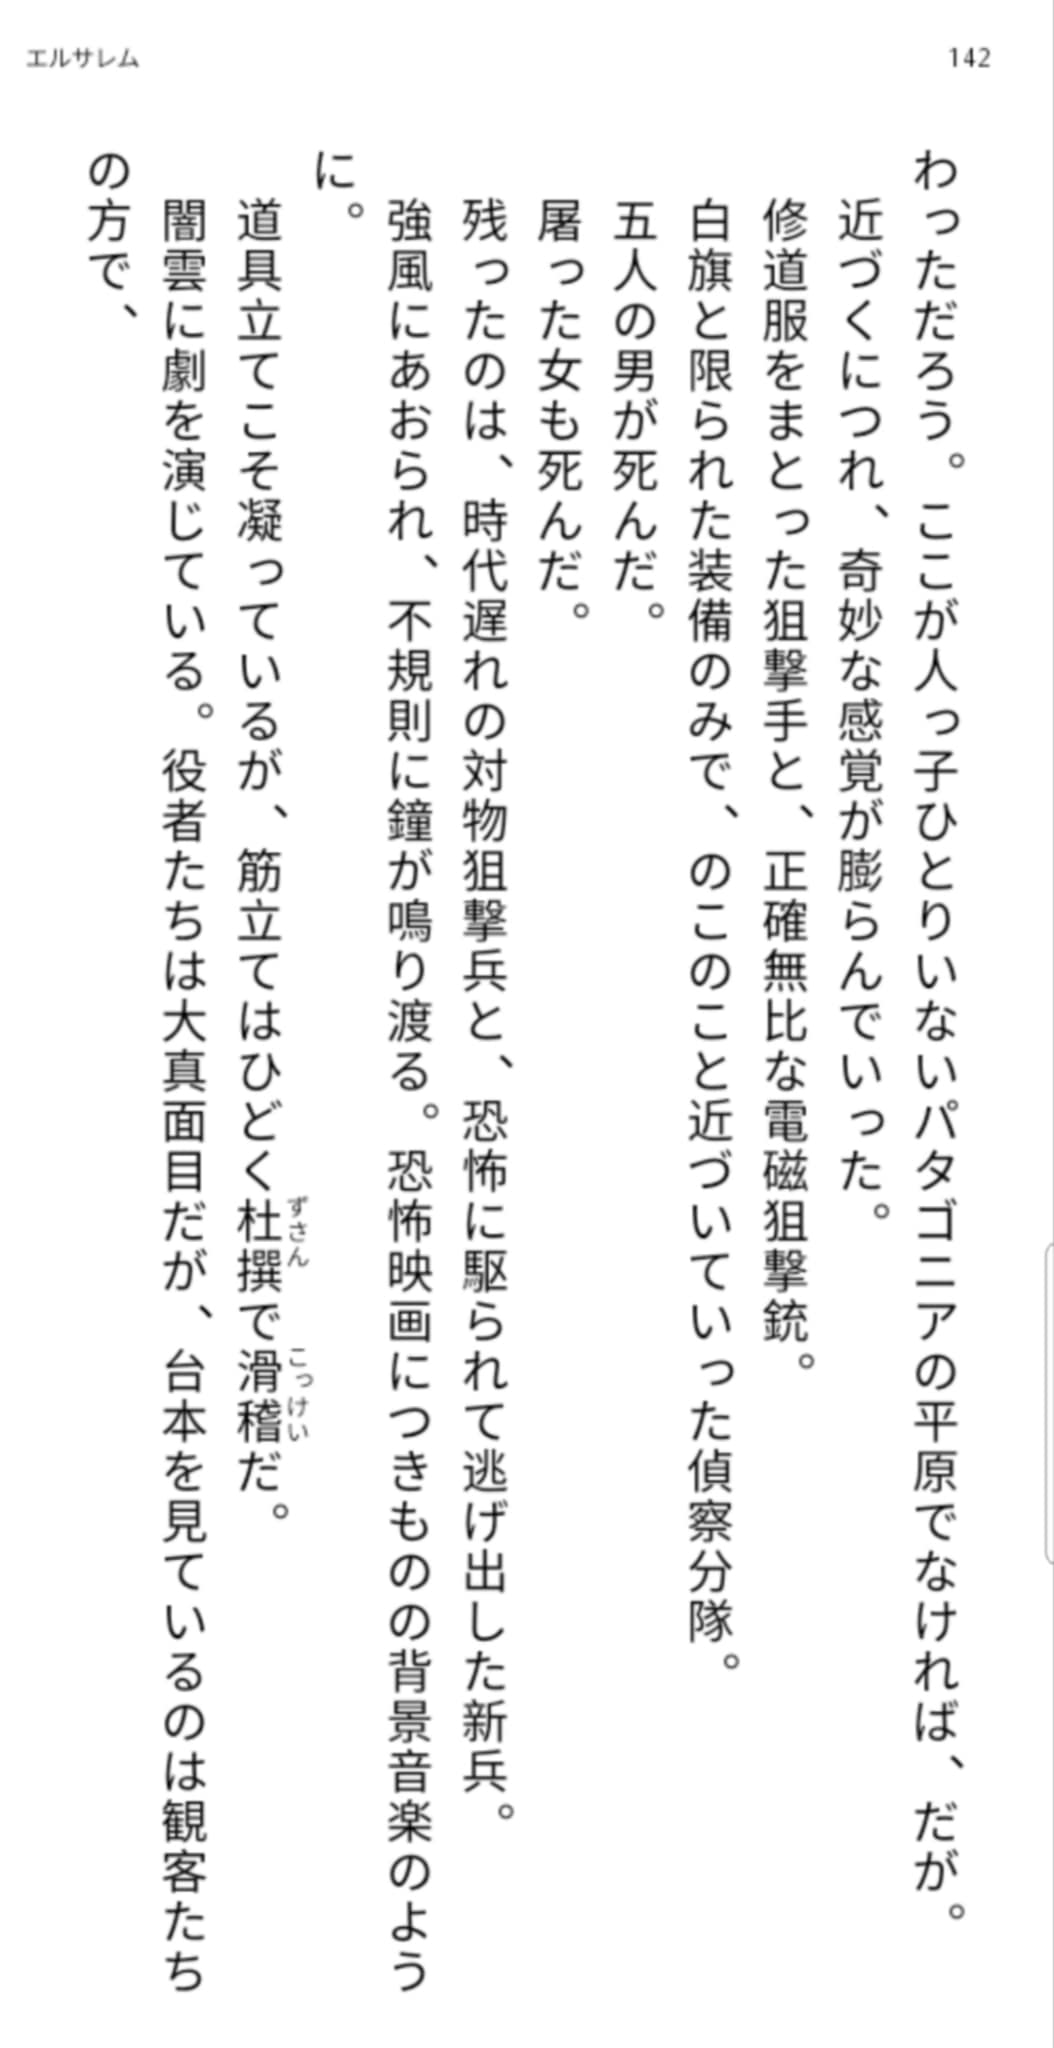 エルサレム
142
わっただろう。ここが人っ子ひとりいないパタゴニアの平原でなければ、だが。
近づくにつれ、奇妙な感覚が膨らんでいった。
修道服をまとった狙撃手と、正確無比な電磁狙撃銃。
白旗と限られた装備のみで、のこのこと近づいていった偵察分隊。
五人の男が死んだ。
屠った女も死んだ。
残ったのは、時代遅れの対物狙撃兵と、恐怖に駆られて逃げ出した新兵。
強風にあおられ、不規則に鐘が鳴り渡る。恐怖映画につきものの背景音楽のよう
に。
道具立てこそ凝っているが、筋立てはひどく杜撰ずさんで滑稽こっけいだ。
闇雲に劇を演じている。役者たちは大真面目だが、台本を見ているのは観客たち
の方で、